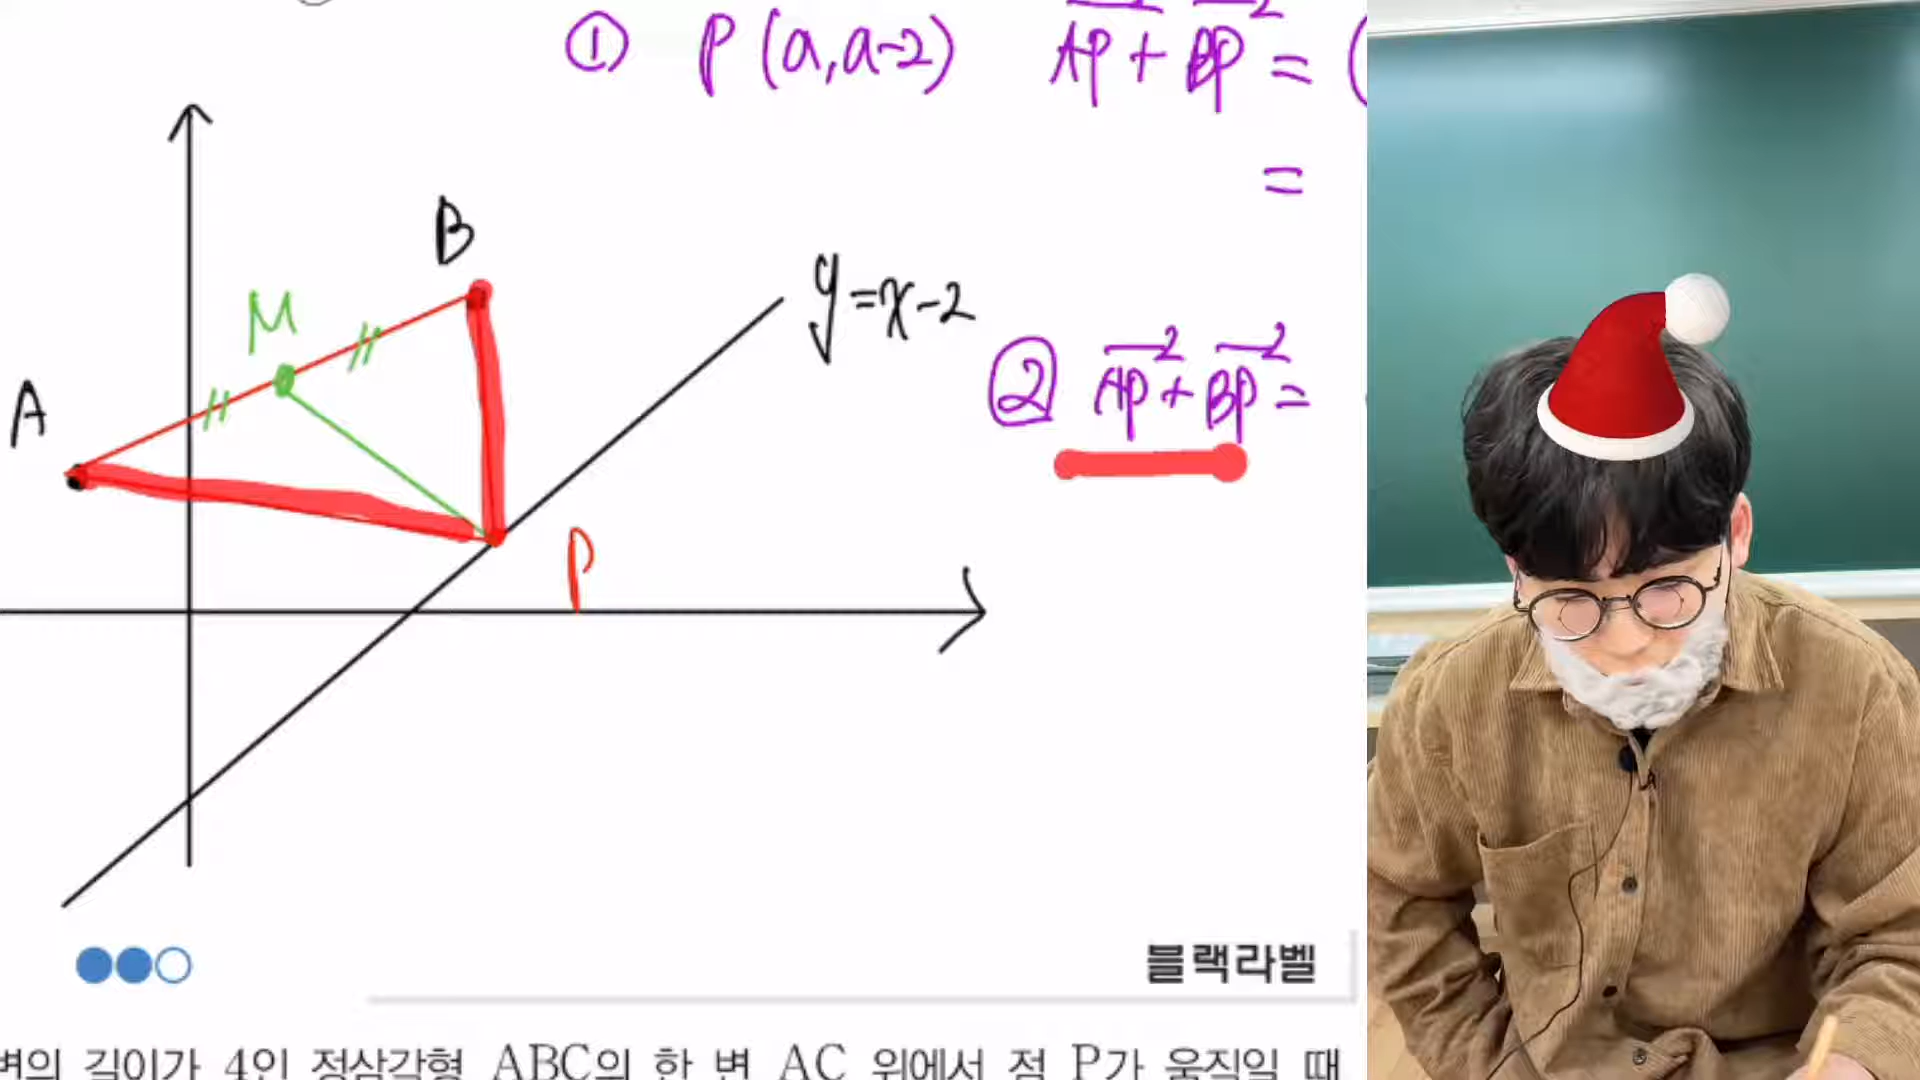 ① P(a,a-2) AP²+BP²=(
=
B
M
y=x-2
A
② AP²+BP²=
P
블랙라벨
변의 길이가 4인 정삼각형 ABC의 한 변 AC 위에서 점 P가 움직일 때